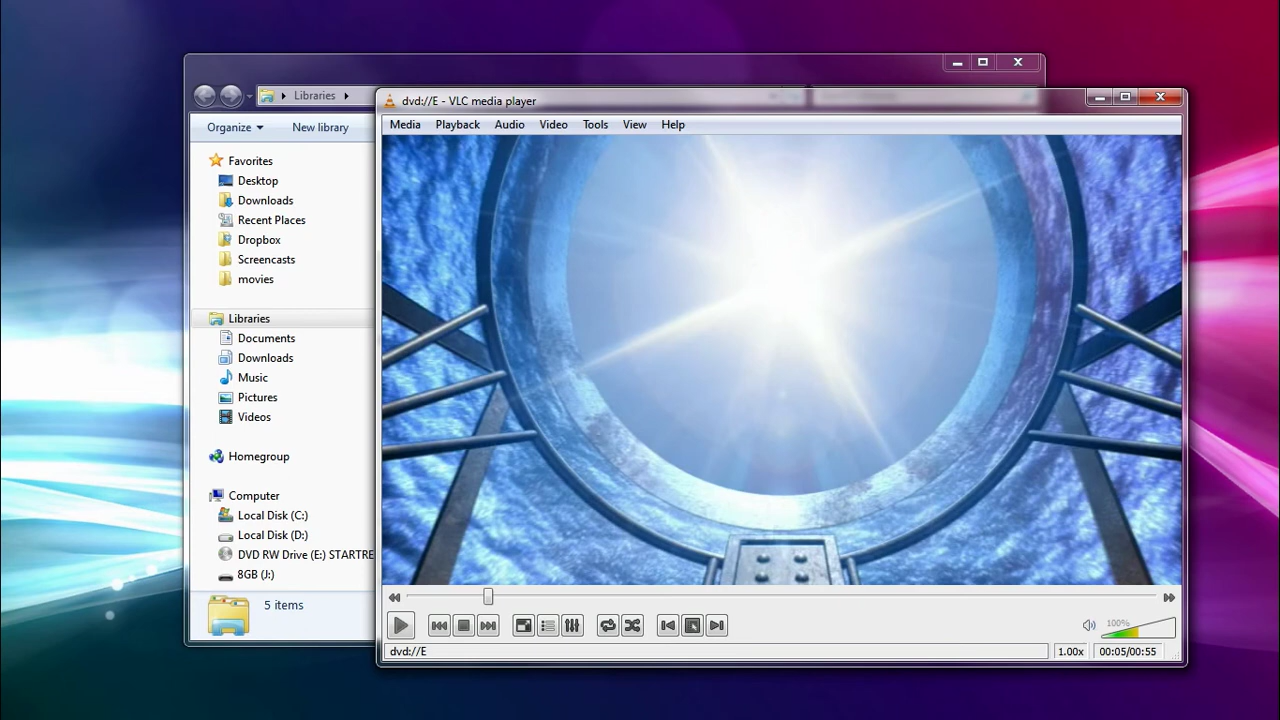 Libraries
dvd://E - VLC media player
Organize
New library
Media Playback Audio Video Tools View Help
Favorites
Desktop
Downloads
Recent Places
Dropbox
Screencasts
movies
Libraries
Documents
Downloads
Music
Pictures
Videos
Homegroup
Computer
Local Disk (C:)
Local Disk (D:)
DVD RW Drive (E:) STARTRE
8GB (J:)
5 items
100%
dvd://E
1.00x
00:05/00:55